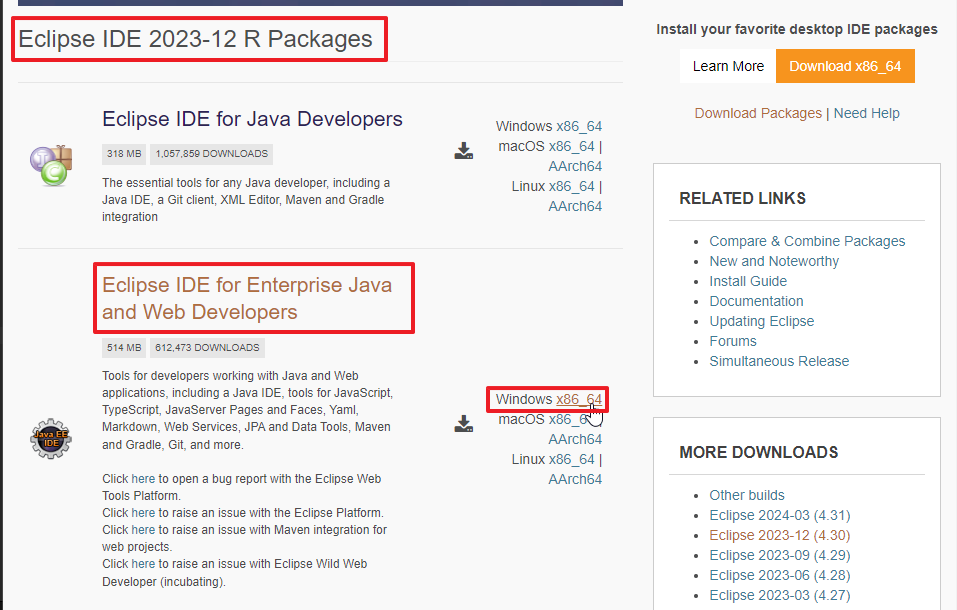 Eclipse IDE 2023-12 R Packages
Eclipse IDE for Java Developers
318 MB 1,057,859 DOWNLOADS
The essential tools for any Java developer, including a
Java IDE, a Git client, XML Editor, Maven and Gradle
integration
Windows x86_64
macOS x86_64 |
AArch64
Linux x86_64 |
AArch64
Eclipse IDE for Enterprise Java
and Web Developers
514 MB 612,473 DOWNLOADS
Tools for developers working with Java and Web
applications, including a Java IDE, tools for JavaScript,
TypeScript, JavaServer Pages and Faces, Yaml,
Markdown, Web Services, JPA and Data Tools, Maven
and Gradle, Git, and more.
Click here to open a bug report with the Eclipse Web
Tools Platform.
Click here to raise an issue with the Eclipse Platform.
Click here to raise an issue with Maven integration for
web projects.
Click here to raise an issue with Eclipse Wild Web
Developer (incubating).
Java EE
IDE
Windows x86_64
macOS x86_6
AArch64
Linux x86_64 |
AArch64
Install your favorite desktop IDE packages
Learn More Download x86_64
Download Packages | Need Help
RELATED LINKS
Compare & Combine Packages
New and Noteworthy
Install Guide
Documentation
Updating Eclipse
Forums
Simultaneous Release
MORE DOWNLOADS
Other builds
Eclipse 2024-03 (4.31)
Eclipse 2023-12 (4.30)
Eclipse 2023-09 (4.29)
Eclipse 2023-06 (4.28)
Eclipse 2023-03 (4.27)